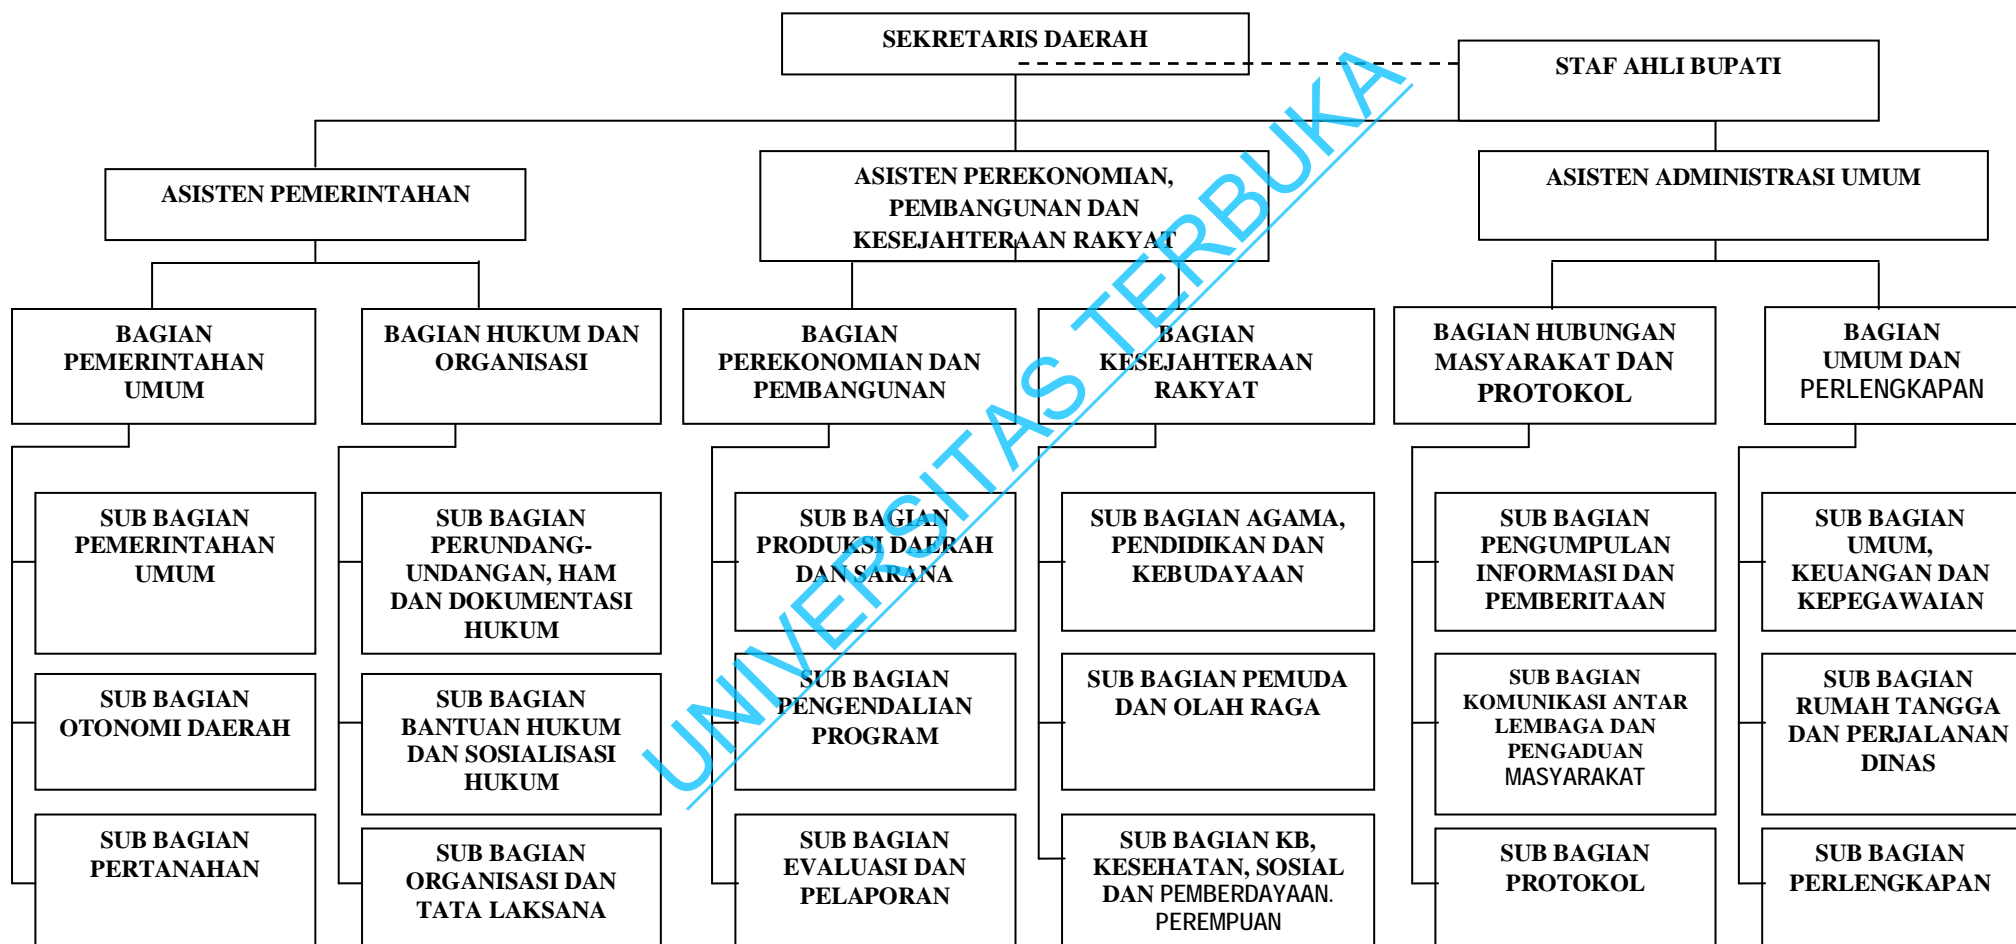 SEKRETARIS DAERAH
STAF AHLI BUPATI
ASISTEN PEMERINTAHAN
ASISTEN PEREKONOMIAN,
PEMBANGUNAN DAN
KESEJAHTERAAN RAKYAT
ASISTEN ADMINISTRASI UMUM
BAGIAN
PEMERINTAHAN
UMUM
BAGIAN HUKUM DAN
ORGANISASI
BAGIAN
PEREKONOMIAN DAN
PEMBANGUNAN
BAGIAN
KESEJAHTERAAN
RAKYAT
BAGIAN HUBUNGAN
MASYARAKAT DAN
PROTOKOL
BAGIAN
UMUM DAN
PERLENGKAPAN
SUB BAGIAN
PEMERINTAHAN
UMUM
SUB BAGIAN
PERUNDANG-
UNDANGAN, HAM
DAN DOKUMENTASI
HUKUM
SUB BAGIAN
PRODUKSI DAERAH
DAN SARANA
SUB BAGIAN AGAMA,
PENDIDIKAN DAN
KEBUDAYAAN
SUB BAGIAN
PENGUMPULAN
INFORMASI DAN
PEMBERITAAN
SUB BAGIAN
UMUM,
KEUANGAN DAN
KEPEGAWAIAN
SUB BAGIAN
OTONOMI DAERAH
SUB BAGIAN
BANTUAN HUKUM
DAN SOSIALISASI
HUKUM
SUB BAGIAN
PENGENDALIAN
PROGRAM
SUB BAGIAN PEMUDA
DAN OLAH RAGA
SUB BAGIAN
KOMUNIKASI ANTAR
LEMBAGA DAN
PENGADUAN
MASYARAKAT
SUB BAGIAN
RUMAH TANGGA
DAN PERJALANAN
DINAS
SUB BAGIAN
PERTANAHAN
SUB BAGIAN
ORGANISASI DAN
TATA LAKSANA
SUB BAGIAN
EVALUASI DAN
PELAPORAN
SUB BAGIAN KB,
KESEHATAN, SOSIAL
DAN PEMBERDAYAAN.
PEREMPUAN
SUB BAGIAN
PROTOKOL
SUB BAGIAN
PERLENGKAPAN
UNIVERSITAS TERBUKA